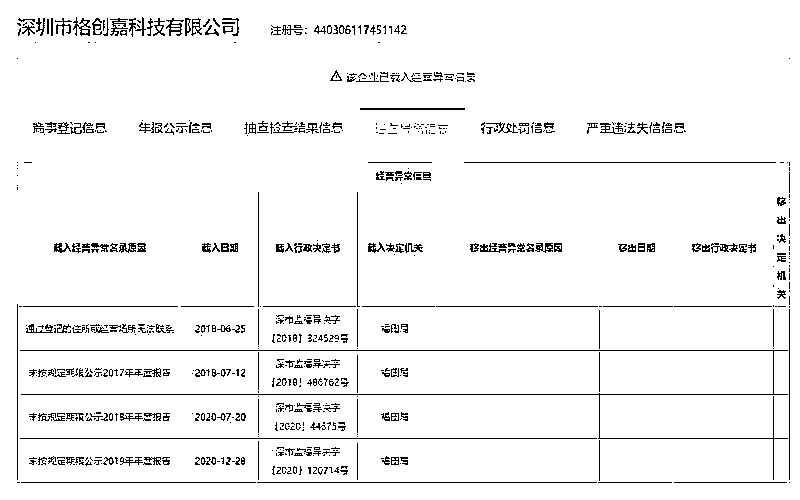 深圳市格创嘉科技有限公司 注册号：440306117451142
⚠ 该企业已载入经营异常名录
商事登记信息 年报公示信息 抽查检查结果信息 经营异常信息 行政处罚信息 严重违法失信信息
经营异常信息
载入经营异常名录原因 载入日期 载入行政决定书 载入决定机关 移出经营异常名录原因 移出日期 移出行政决定书 移出决定机关
通过登记的住所或经营场所无法联系 2018-06-25 深市监福异决字【2018】324529号 福田局
未按规定期限公示2017年年度报告 2018-07-12 深市监福异决字【2018】486762号 福田局
未按规定期限公示2018年年度报告 2020-07-20 深市监福异决字【2020】44675号 福田局
未按规定期限公示2019年年度报告 2020-12-28 深市监福异决字【2020】120714号 福田局